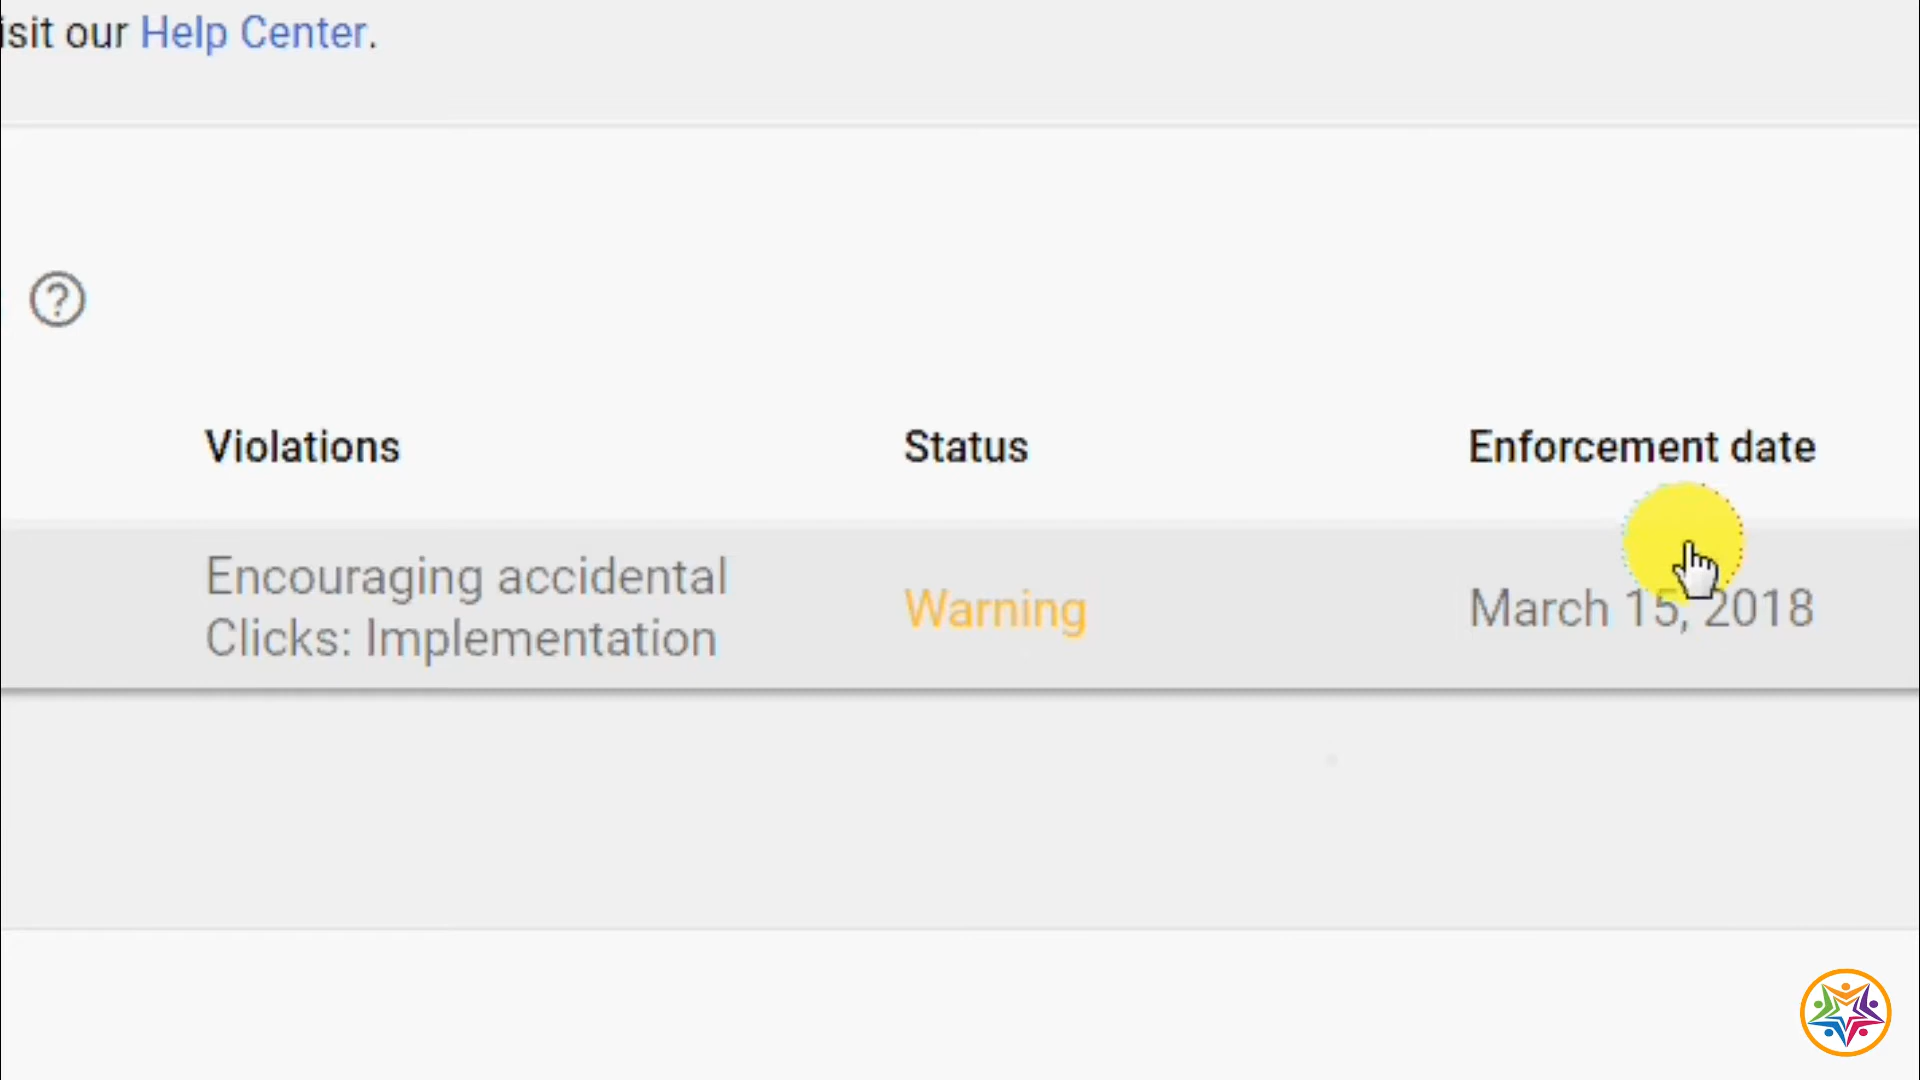 isit our Help Center.
Violations Status Enforcement date
Encouraging accidental
Clicks: Implementation
Warning
March 15, 2018